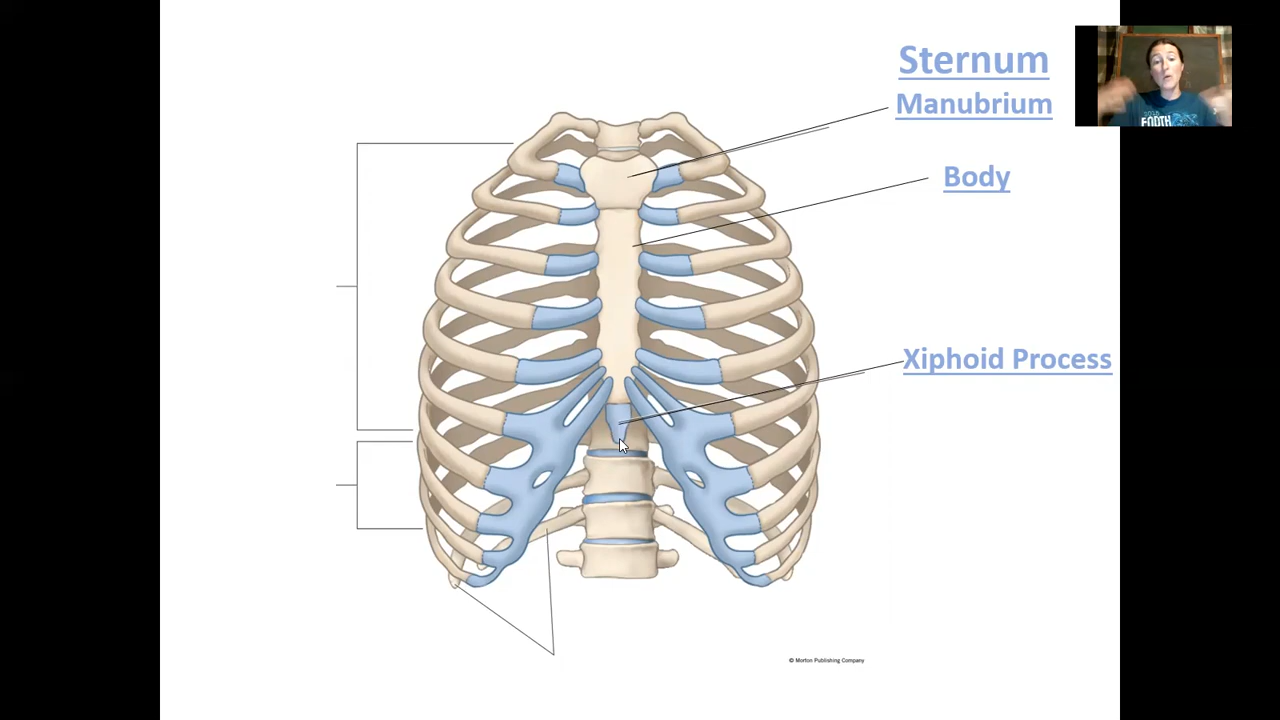 Sternum
Manubrium
Body
Xiphoid Process
© Morton Publishing Company